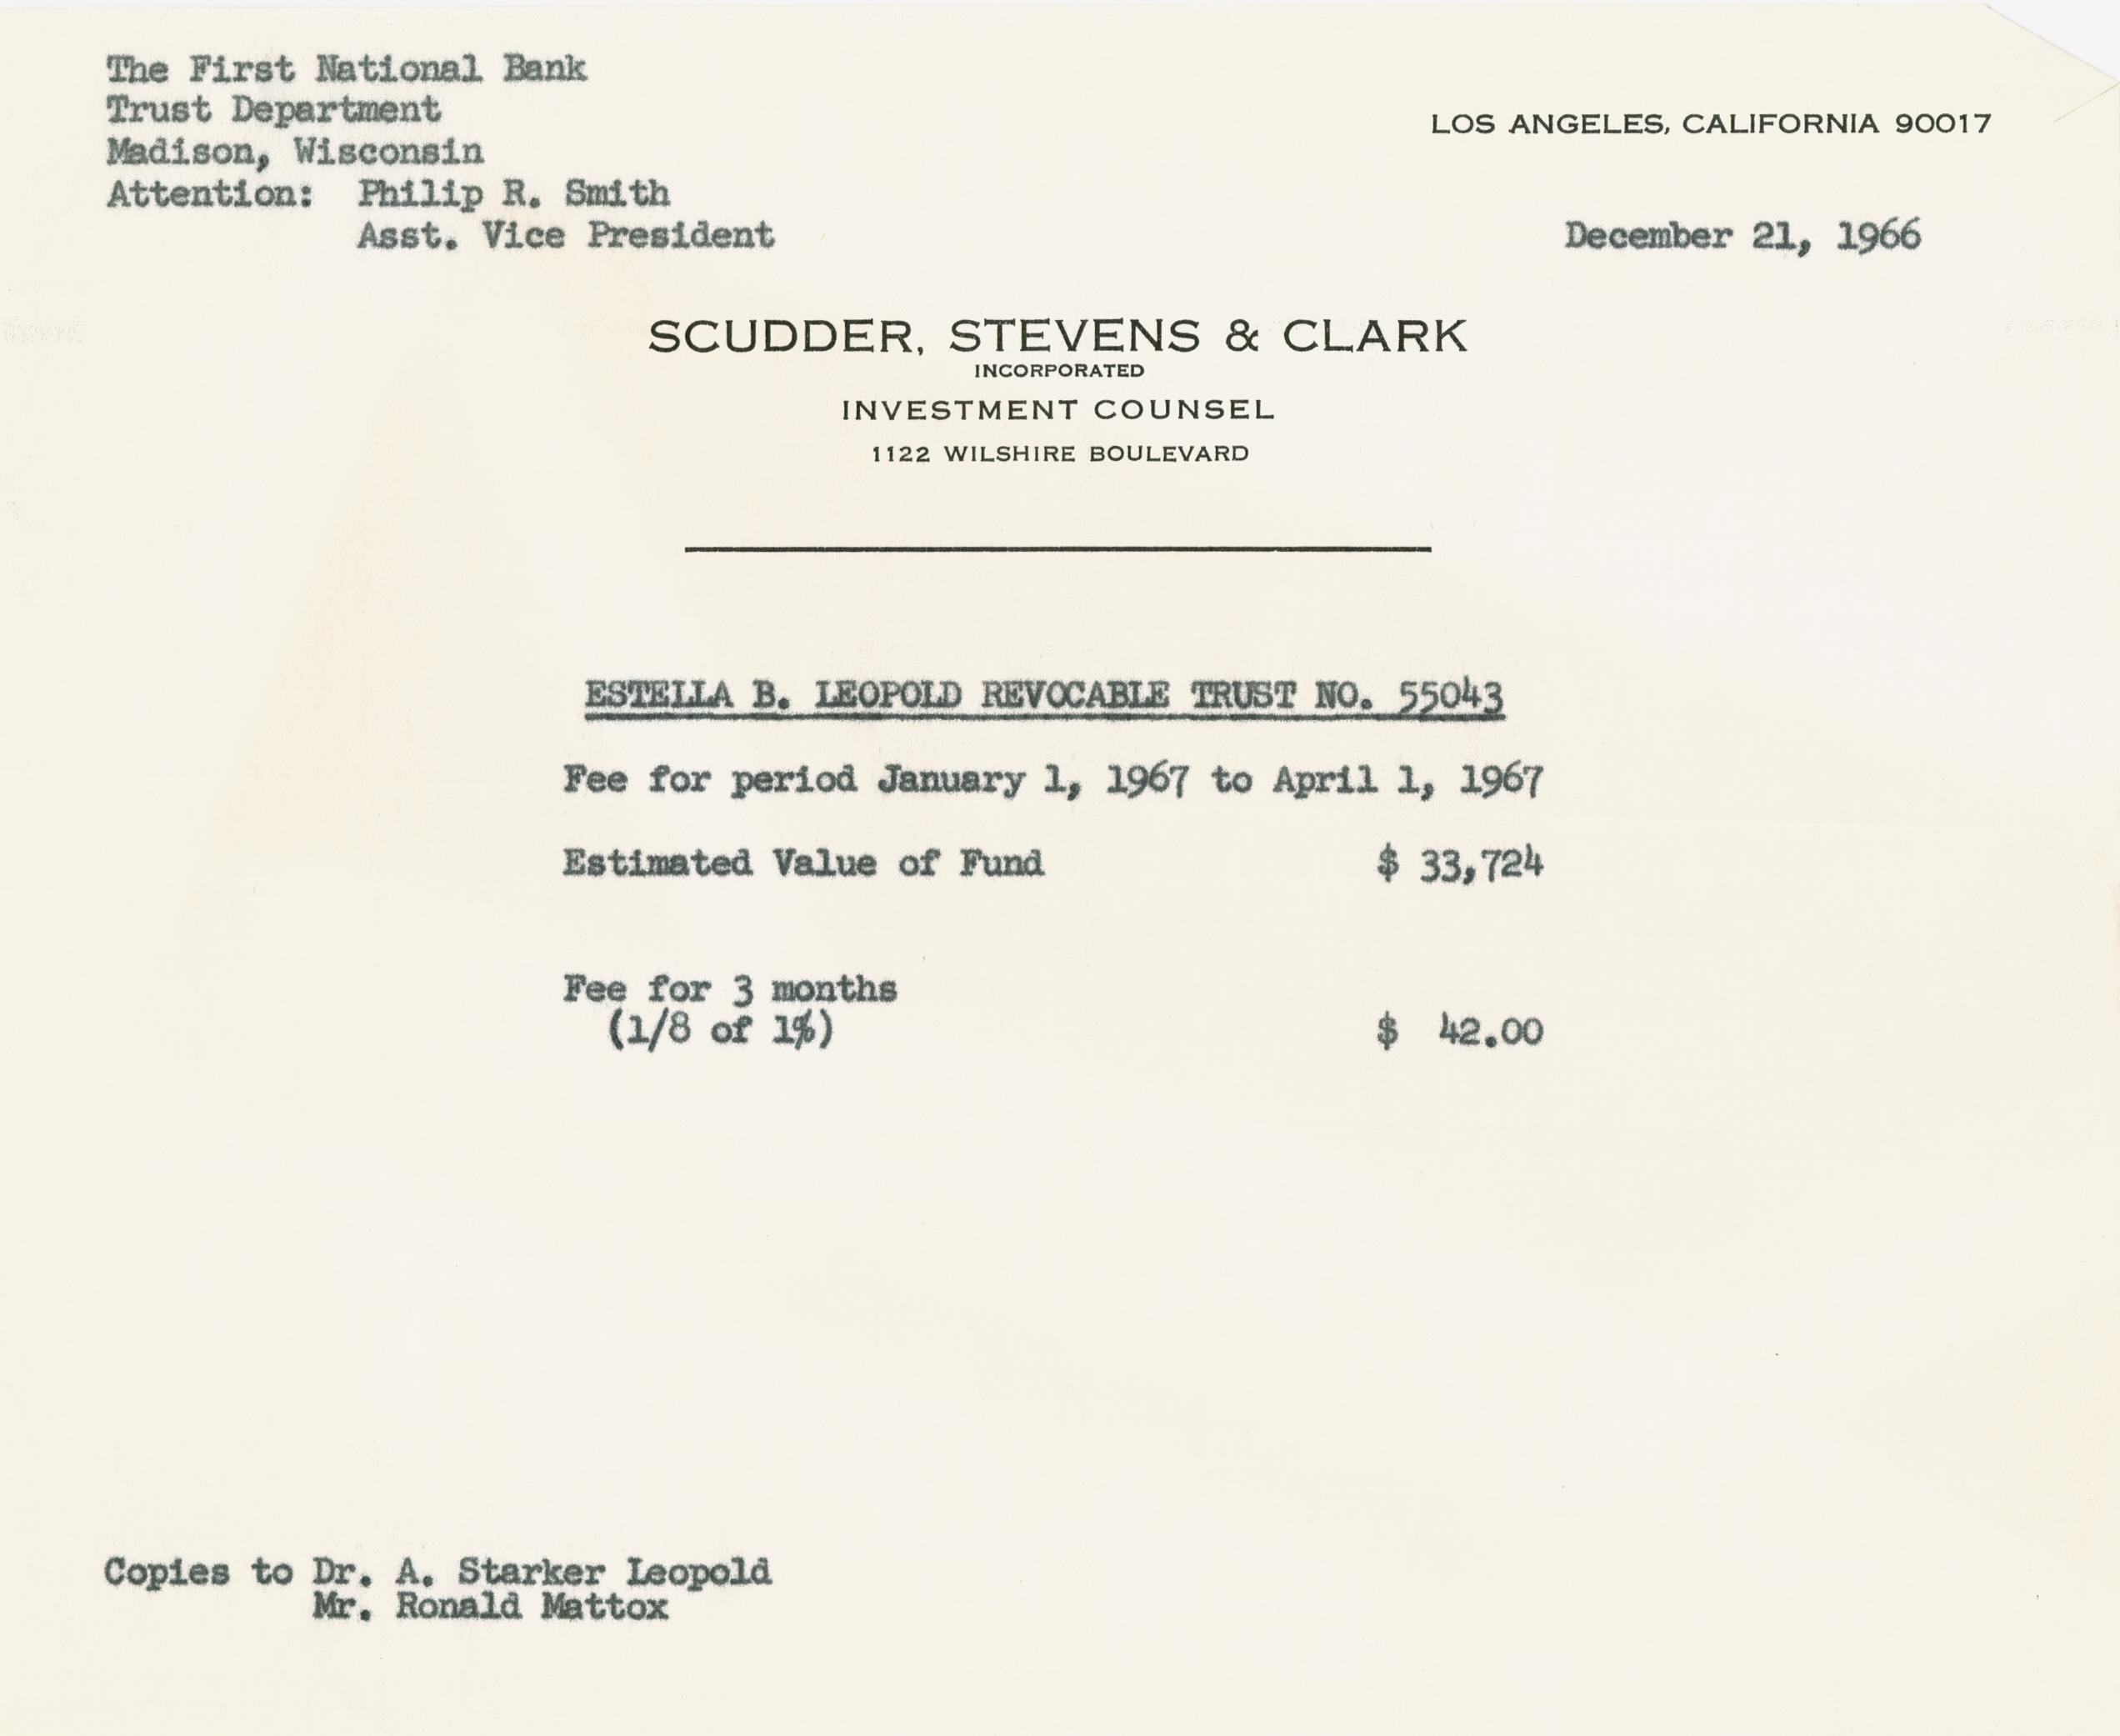 The First National Bank
Trust Department
Madison, Wisconsin
Attention: Philip R. Smith
Asst. Vice President
LOS ANGELES, CALIFORNIA 90017
December 21, 1966
SCUDDER, STEVENS & CLARK
INCORPORATED
INVESTMENT COUNSEL
1122 WILSHIRE BOULEVARD
ESTELLA B. LEOPOLD REVOCABLE TRUST NO. 55043
Fee for period January 1, 1967 to April 1, 1967
Estimated Value of Fund $ 33,724
Fee for 3 months
(1/8 of 1%) $ 42.00
Copies to Dr. A. Starker Leopold
Mr. Ronald Mattox